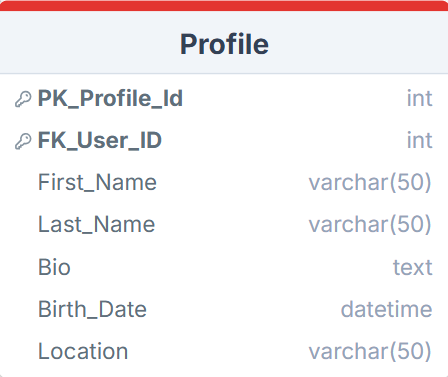 Profile
PK_Profile_Id int
FK_User_ID int
First_Name varchar(50)
Last_Name varchar(50)
Bio text
Birth_Date datetime
Location varchar(50)